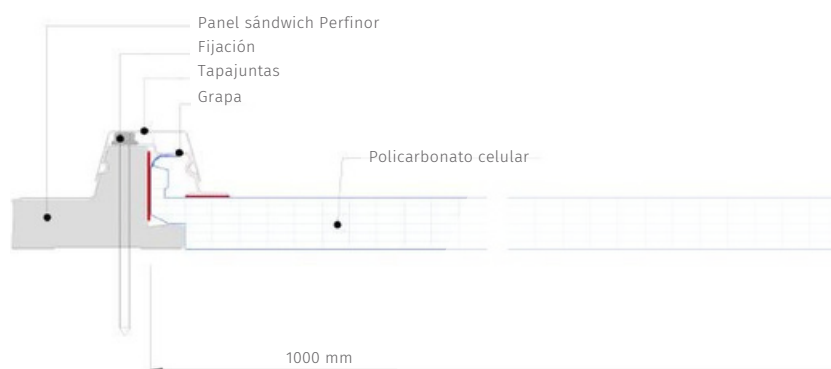 Panel sándwich Perfinor
Fijación
Tapajuntas
Grapa
Policarbonato celular
1000 mm